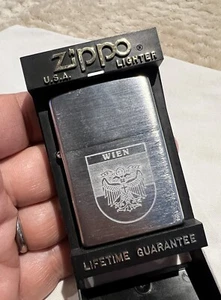 zippo
U.S.A. LIGHTER
WIEN
LIFETIME GUARANTEE